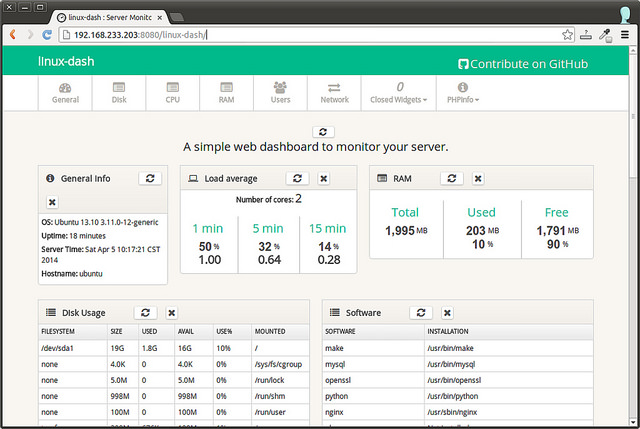 linux-dash : Server Monito
192.168.233.203:8080/linux-dash/
linux-dash
Contribute on GitHub
General Disk CPU RAM Users Network Closed Widgets PHPInfo
0
A simple web dashboard to monitor your server.
General Info
OS: Ubuntu 13.10 3.11.0-12-generic
Uptime: 18 minutes
Server Time: Sat Apr 5 10:17:21 CST
2014
Hostname: ubuntu
Load average
Number of cores: 2
1 min 5 min 15 min
50 % 32 % 14 %
1.00 0.64 0.28
RAM
Total Used Free
1,995 MB 203 MB 1,791 MB
10 % 90 %
Disk Usage
FILESYSTEM SIZE USED AVAIL USE% MOUNTED
/dev/sda1 19G 1.8G 16G 10% /
none 4.0K 0 4.0K 0% /sys/fs/cgroup
none 5.0M 0 5.0M 0% /run/lock
none 998M 0 998M 0% /run/shm
none 100M 0 100M 0% /run/user
Software
SOFTWARE INSTALLATION
make /usr/bin/make
mysql /usr/bin/mysql
openssl /usr/bin/openssl
python /usr/bin/python
nginx /usr/sbin/nginx